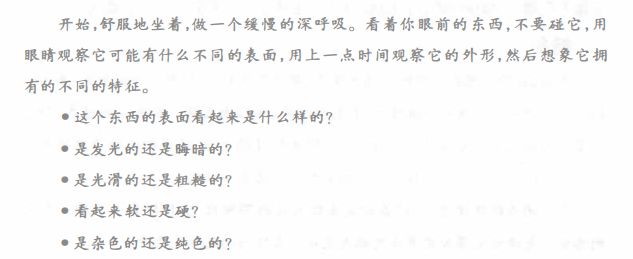 开始,舒服地坐着,做一个缓慢的深呼吸。看着你眼前的东西,不要碰它,用
眼睛观察它可能有什么不同的表面,用上一点时间观察它的外形,然后想象它拥
有的不同的特征。
●这个东西的表面看起来是什么样的?
●是发光的还是晦暗的?
●是光滑的还是粗糙的?
●看起来软还是硬?
●是杂色的还是纯色的?